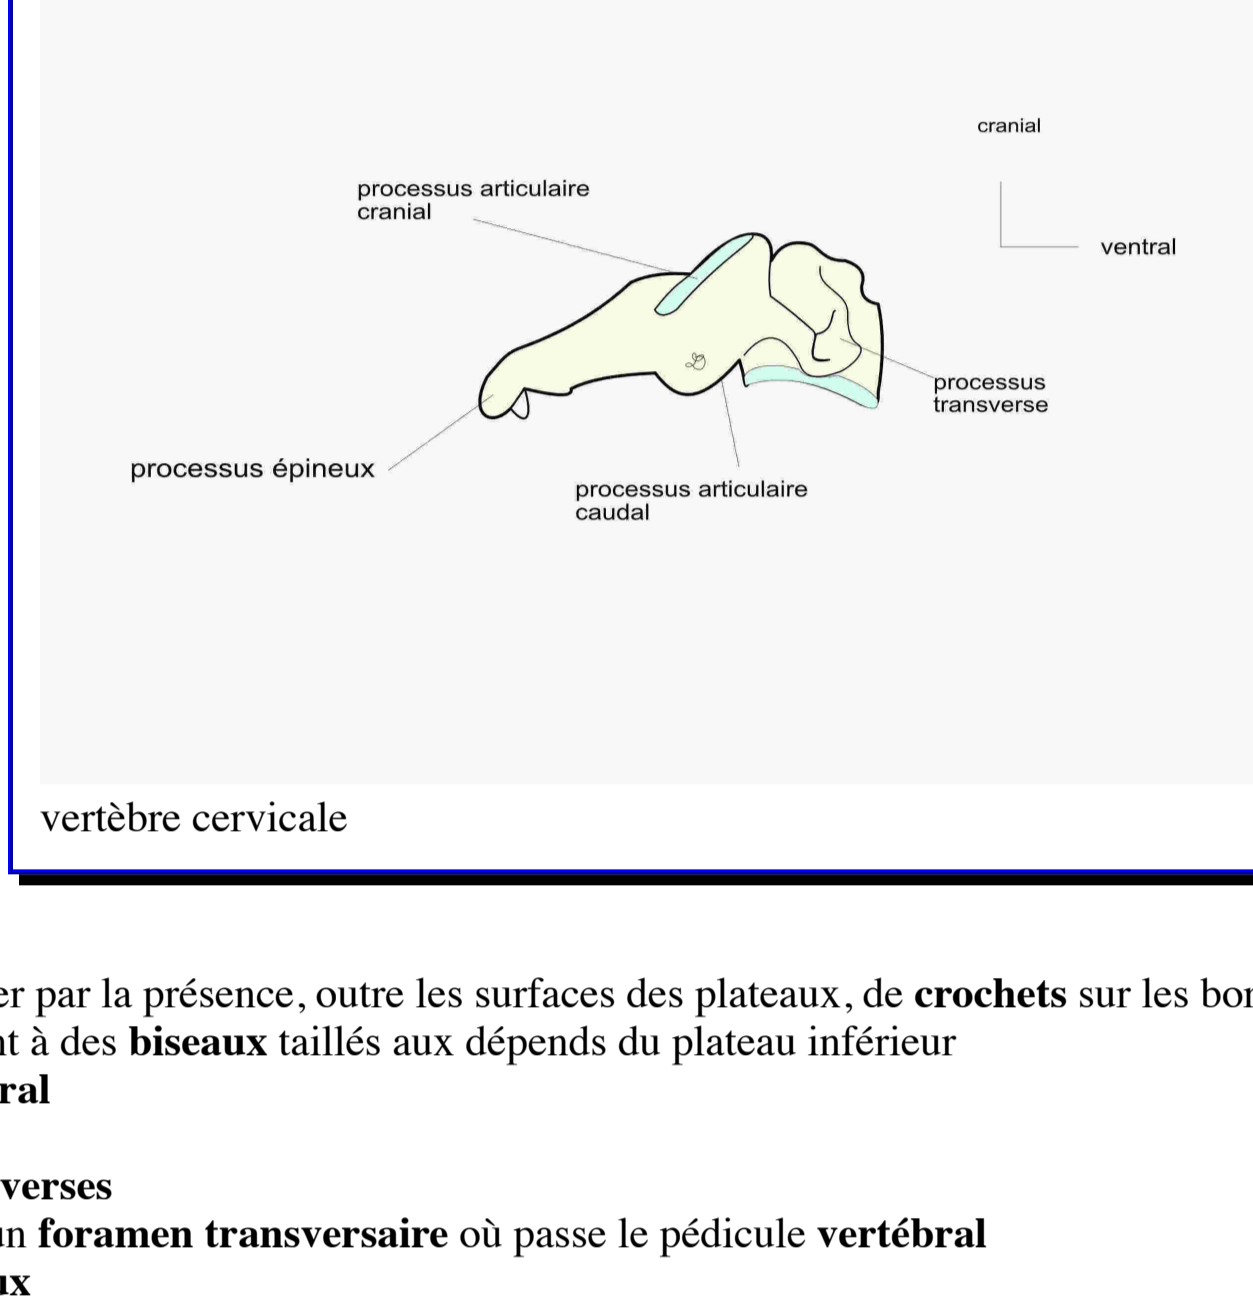 cranial
processus articulaire
cranial
ventral
processus
transverse
processus épineux
processus articulaire
caudal
vertèbre cervicale
er par la présence, outre les surfaces des plateaux, de crochets sur les bor
nt à des biseaux taillés aux dépends du plateau inférieur
ral
verses
un foramen transversaire où passe le pédicule vertébral
ux